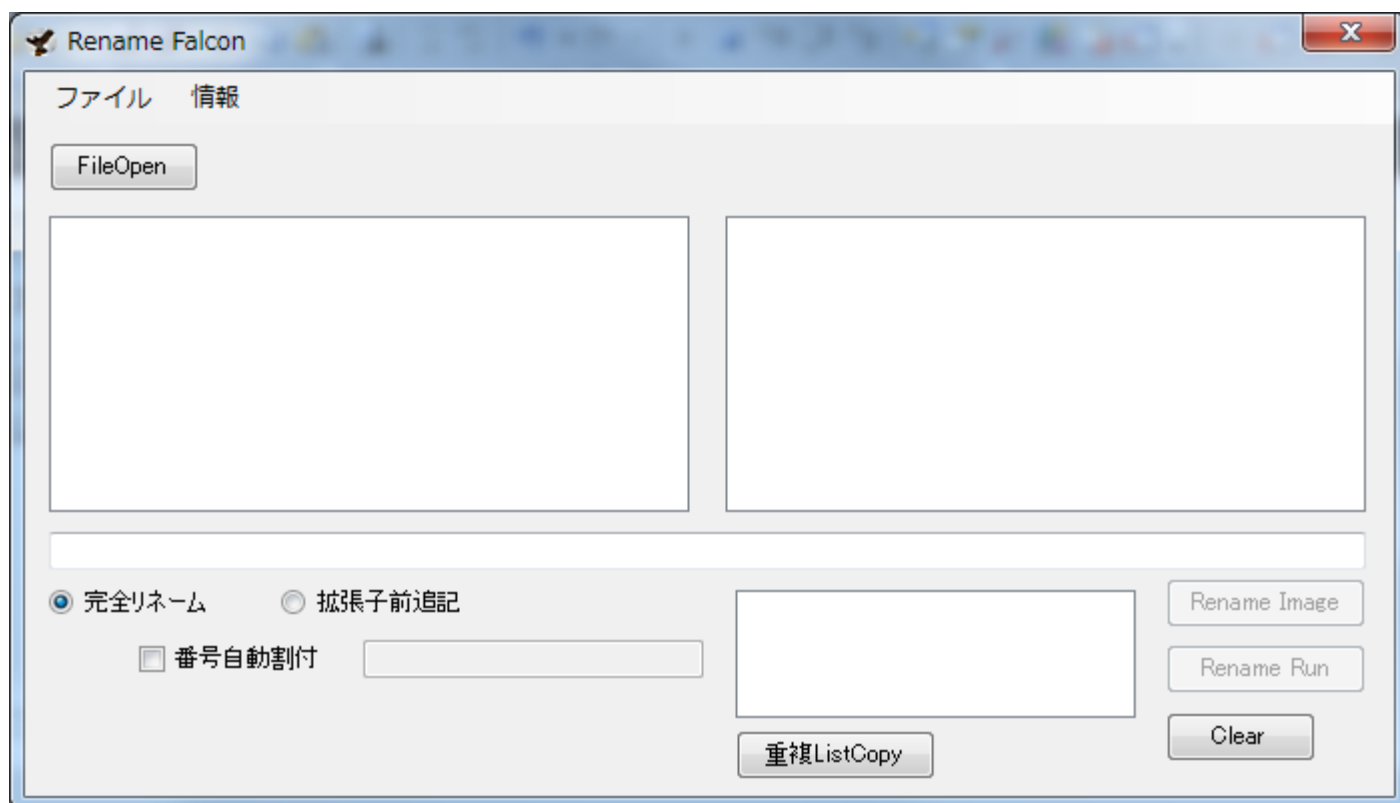 Rename Falcon
ファイル 情報
FileOpen
完全リネーム 拡張子前追記
Rename Image
番号自動割付
Rename Run
Clear
重複ListCopy